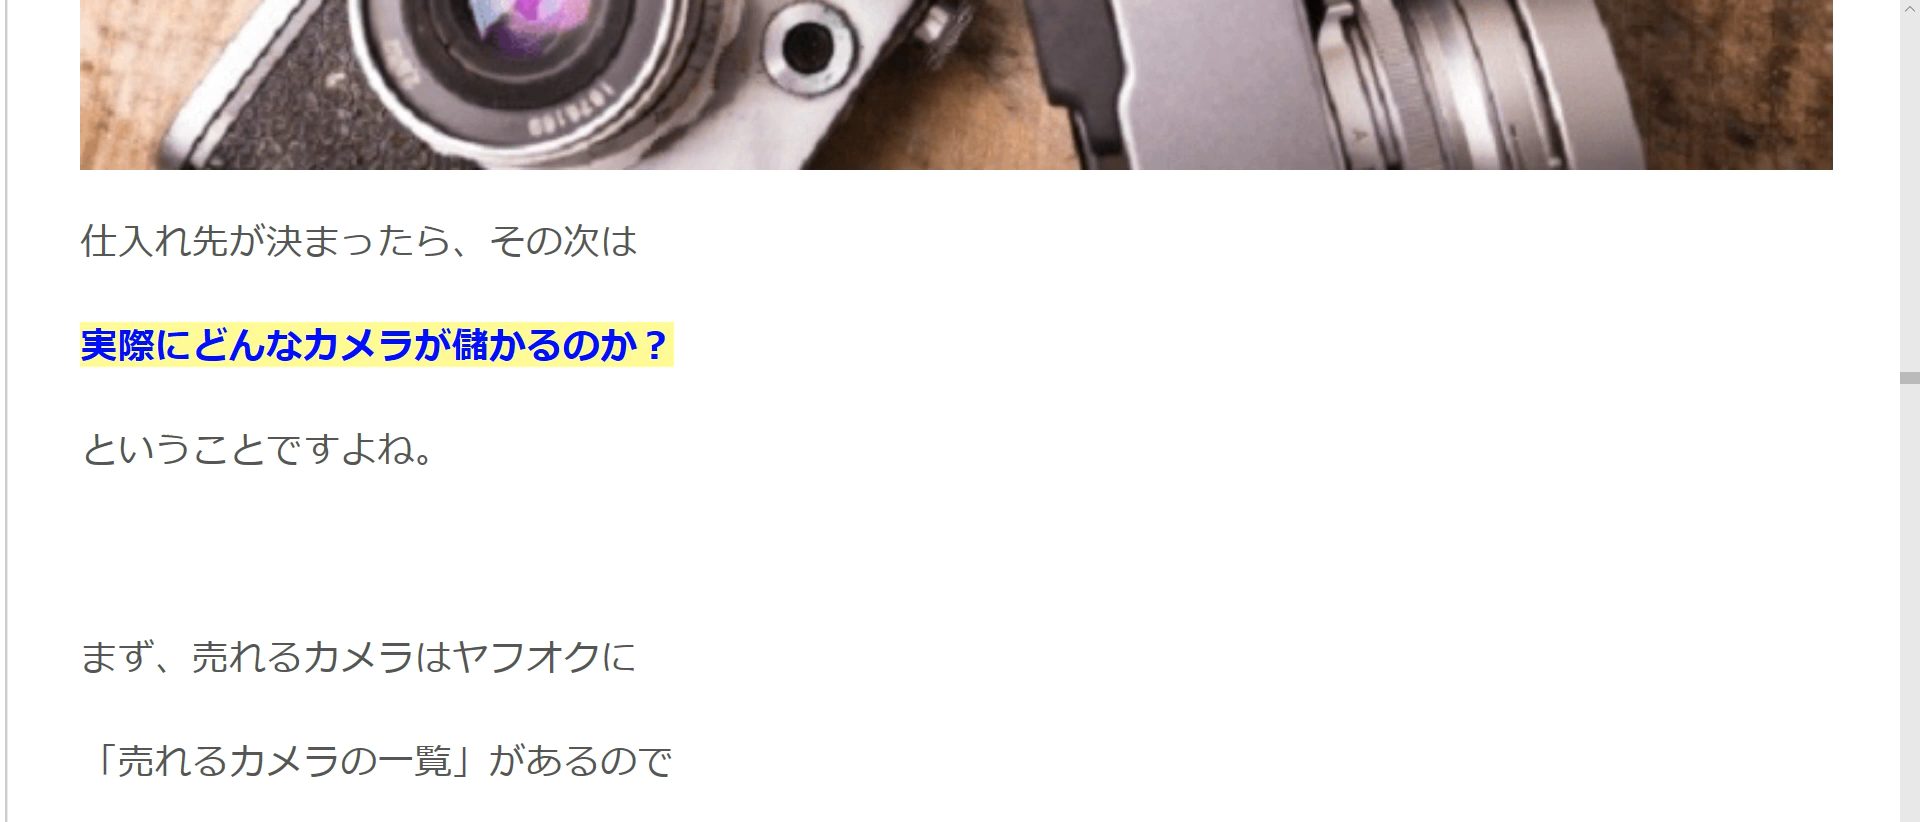 仕入れ先が決まったら、その次は
実際にどんなカメラが儲かるのか？
ということですよね。
まず、売れるカメラはヤフオクに
「売れるカメラの一覧」があるので